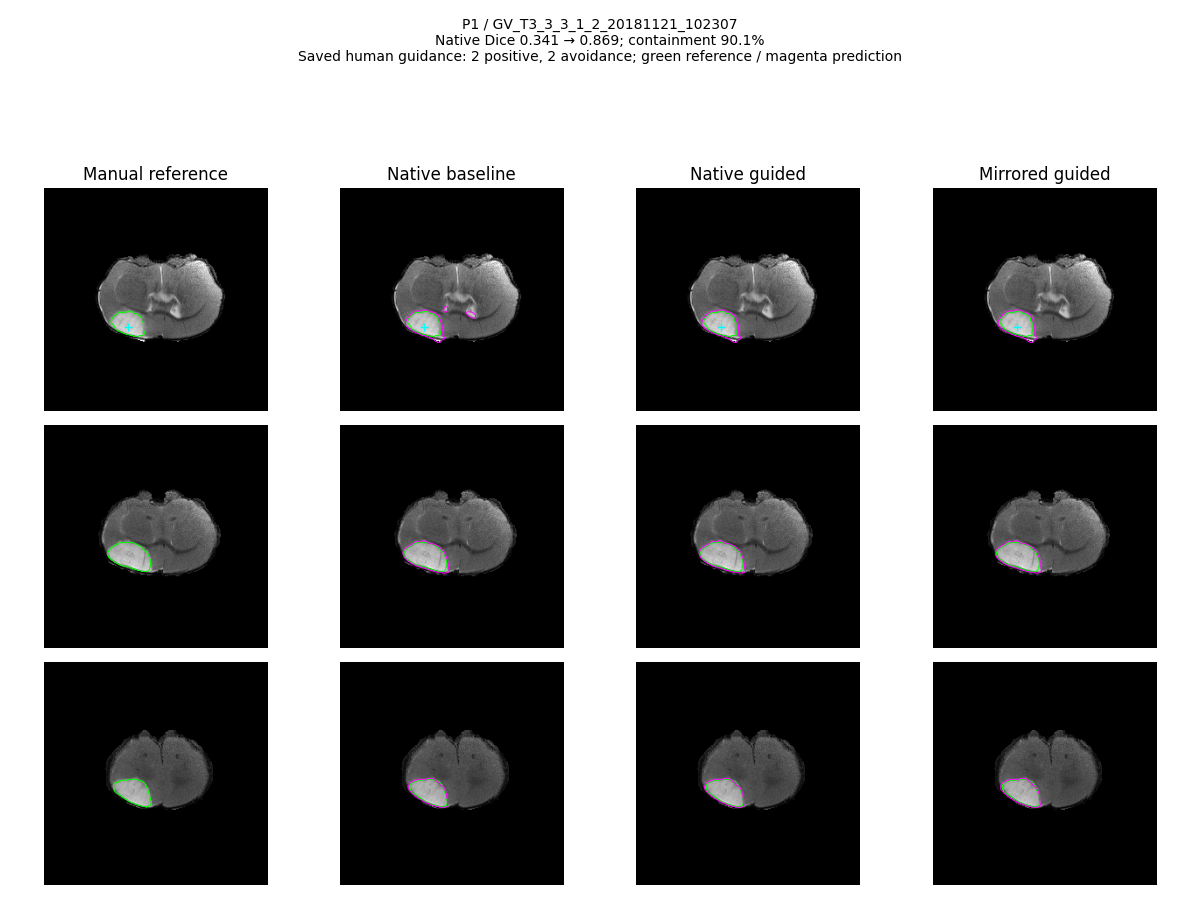 P1 / GV_T3_3_3_1_2_20181121_102307
Native Dice 0.341 → 0.869; containment 90.1%
Saved human guidance: 2 positive, 2 avoidance; green reference / magenta prediction
Manual reference
Native baseline
Native guided
Mirrored guided